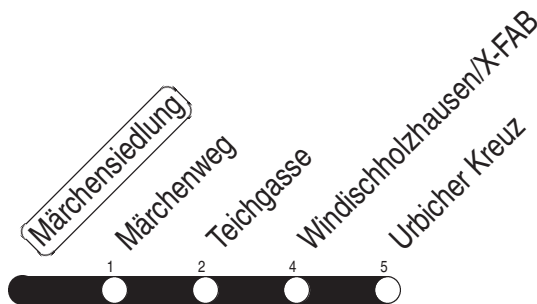 Märchensiedlung
Märchenweg
Teichgasse
Windischholzhausen/X-FAB
Urbicher Kreuz
1
2
4
5